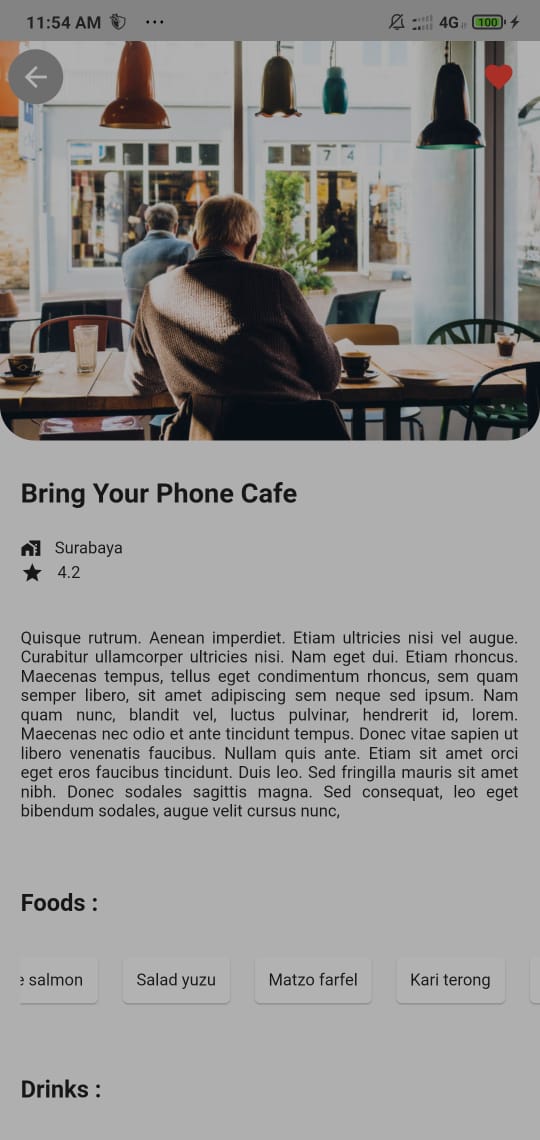 11:54 AM ... 4G 100
7 4
Bring Your Phone Cafe
Surabaya
4.2
Quisque rutrum. Aenean imperdiet. Etiam ultricies nisi vel augue.
Curabitur ullamcorper ultricies nisi. Nam eget dui. Etiam rhoncus.
Maecenas tempus, tellus eget condimentum rhoncus, sem quam
semper libero, sit amet adipiscing sem neque sed ipsum. Nam
quam nunc, blandit vel, luctus pulvinar, hendrerit id, lorem.
Maecenas nec odio et ante tincidunt tempus. Donec vitae sapien ut
libero venenatis faucibus. Nullam quis ante. Etiam sit amet orci
eget eros faucibus tincidunt. Duis leo. Sed fringilla mauris sit amet
nibh. Donec sodales sagittis magna. Sed consequat, leo eget
bibendum sodales, augue velit cursus nunc,
Foods :
e salmon Salad yuzu Matzo farfel Kari terong
Drinks :